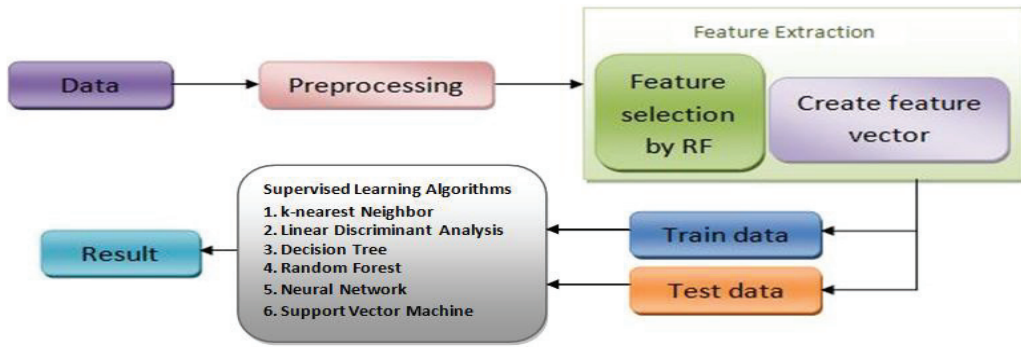 Data
Preprocessing
Feature Extraction
Feature
selection
by RF
Create feature
vector
Train data
Test data
Supervised Learning Algorithms
1. k-nearest Neighbor
2. Linear Discriminant Analysis
3. Decision Tree
4. Random Forest
5. Neural Network
6. Support Vector Machine
Result